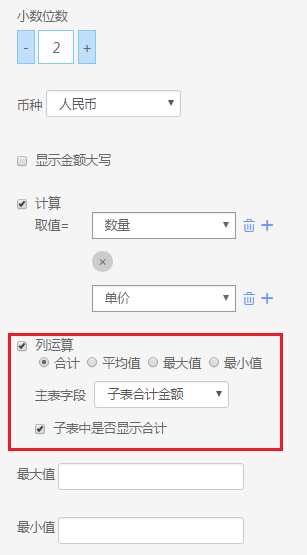 小数位数
- 2 +
币种 人民币
显示金额大写
计算
取值= 数量
×
单价
列运算
合计 平均值 最大值 最小值
主表字段 子表合计金额
子表中是否显示合计
最大值
最小值